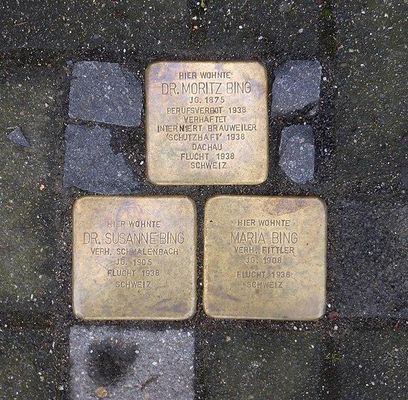 HIER WOHNTE
DR. MORITZ BING
JG. 1875
BERUFSVERBOT 1938
VERHAFTET
INTERNIERT BRAUWEILER
'SCHUTZHAFT' 1938
DACHAU
FLUCHT 1938
SCHWEIZ
HIER WOHNTE
DR. SUSANNE BING
VERH. SCHMALENBACH
JG. 1905
FLUCHT 1938
SCHWEIZ
HIER WOHNTE
MARIA BING
VERH. FITTLER
JG. 1908
FLUCHT 1938
SCHWEIZ